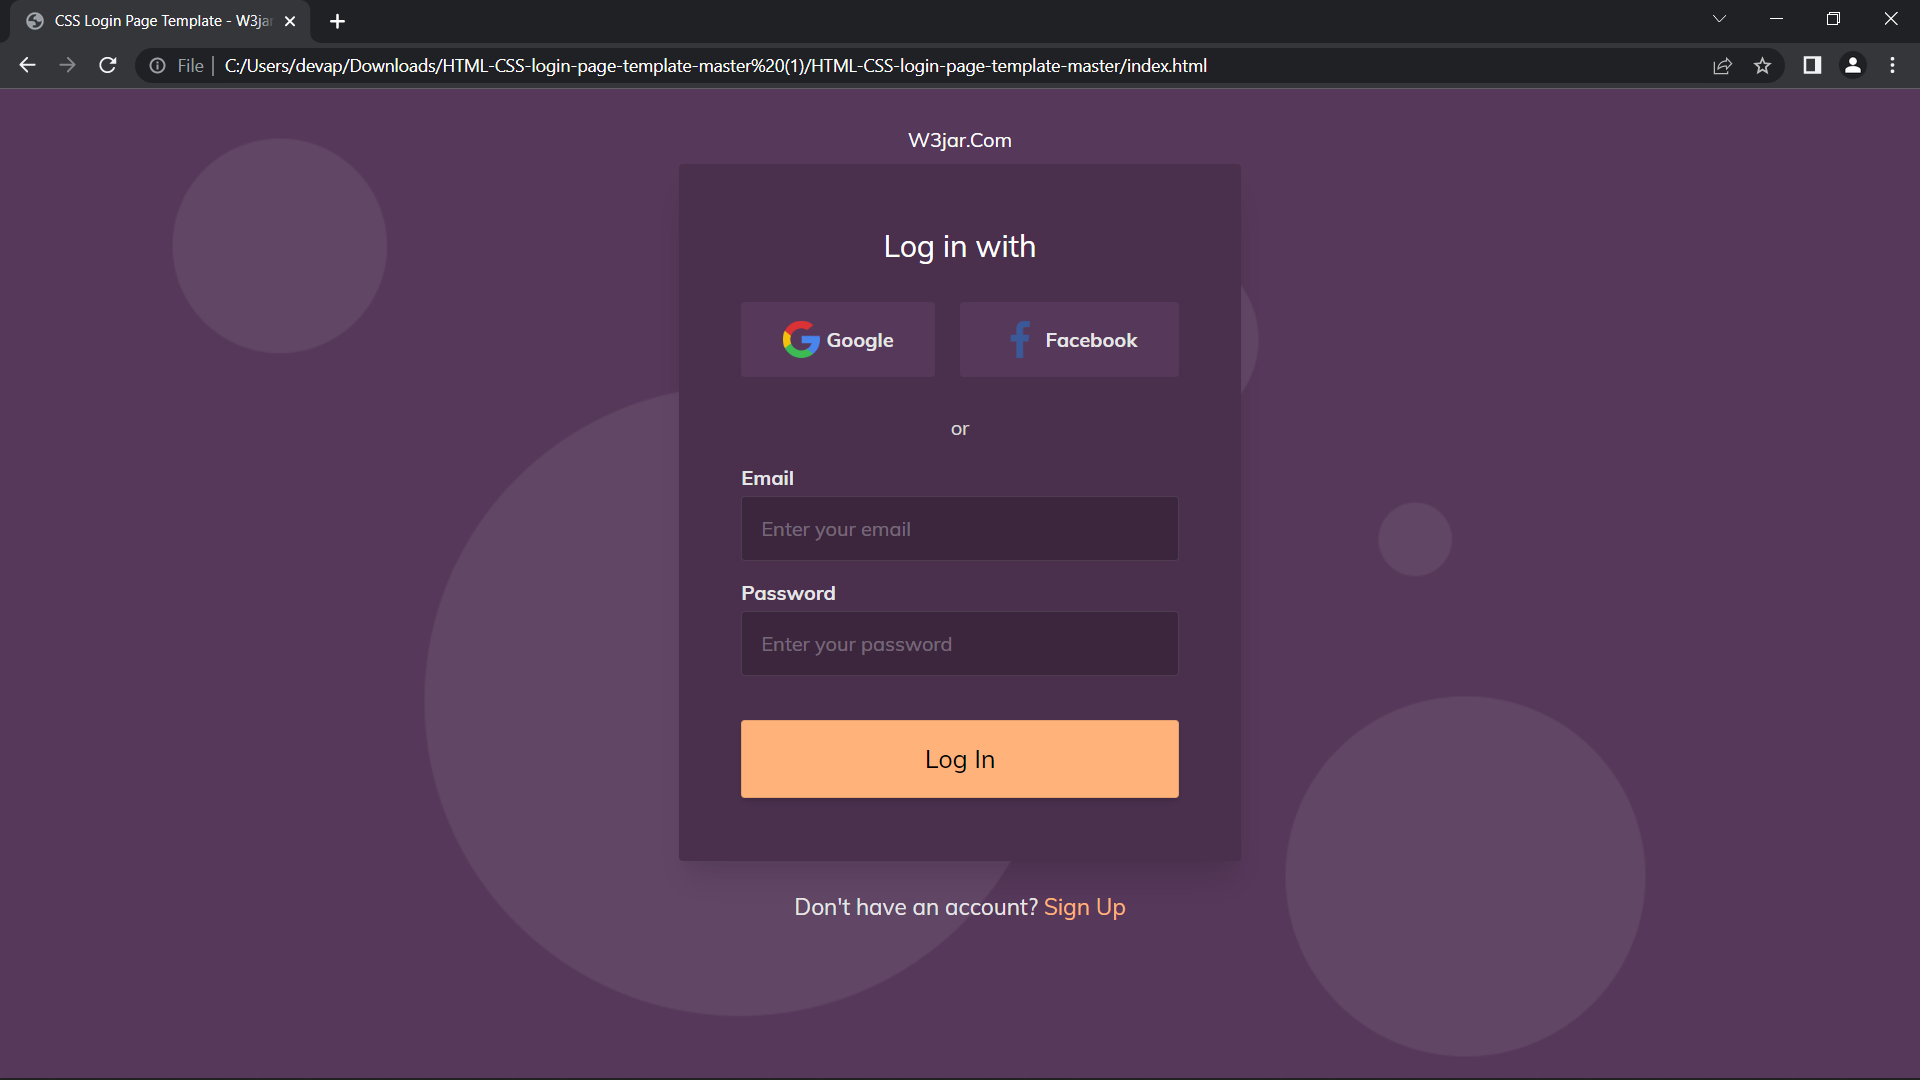 CSS Login Page Template - W3jar
File | C:/Users/devap/Downloads/HTML-CSS-login-page-template-master%20(1)/HTML-CSS-login-page-template-master/index.html
W3jar.Com
Log in with
Google Facebook
or
Email
Enter your email
Password
Enter your password
Log In
Don't have an account? Sign Up